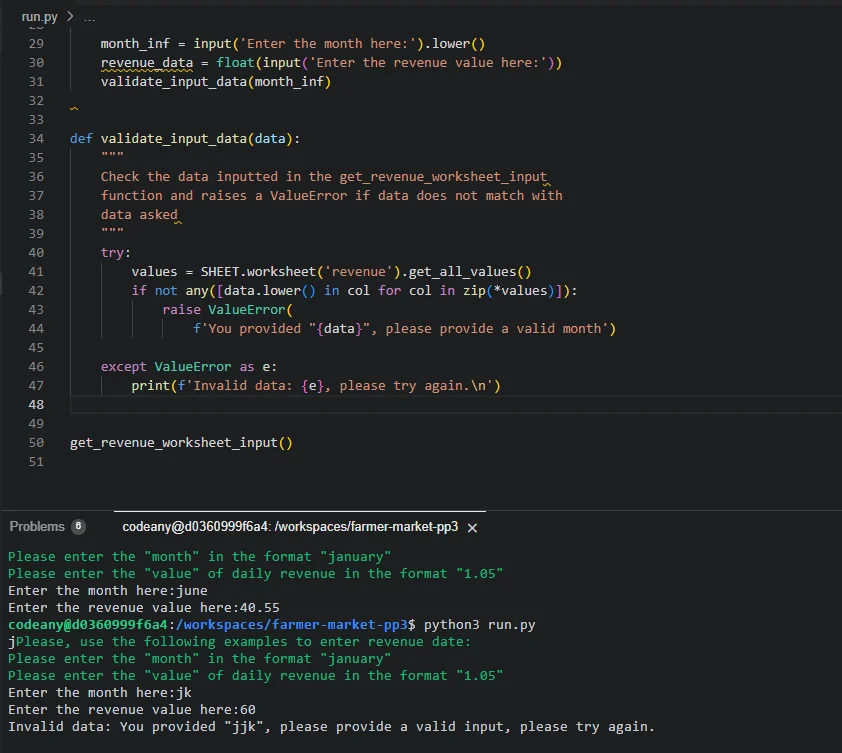 run.py > ...
28
29 month_inf = input('Enter the month here:').lower()
30 revenue_data = float(input('Enter the revenue value here:'))
31 validate_input_data(month_inf)
32
33
34 def validate_input_data(data):
35 """
36 Check the data inputted in the get_revenue_worksheet_input
37 function and raises a ValueError if data does not match with
38 data asked
39 """
40 try:
41 values = SHEET.worksheet('revenue').get_all_values()
42 if not any([data.lower() in col for col in zip(*values)]):
43 raise ValueError(
44 f'You provided "{data}", please provide a valid month')
45
46 except ValueError as e:
47 print(f'Invalid data: {e}, please try again.\n')
48
49
50 get_revenue_worksheet_input()
51
Problems 6 codeany@d0360999f6a4: /workspaces/farmer-market-pp3 ×
Please enter the "month" in the format "january"
Please enter the "value" of daily revenue in the format "1.05"
Enter the month here:june
Enter the revenue value here:40.55
codeany@d0360999f6a4:/workspaces/farmer-market-pp3$ python3 run.py
jPlease, use the following examples to enter revenue date:
Please enter the "month" in the format "january"
Please enter the "value" of daily revenue in the format "1.05"
Enter the month here:jk
Enter the revenue value here:60
Invalid data: You provided "jjk", please provide a valid input, please try again.